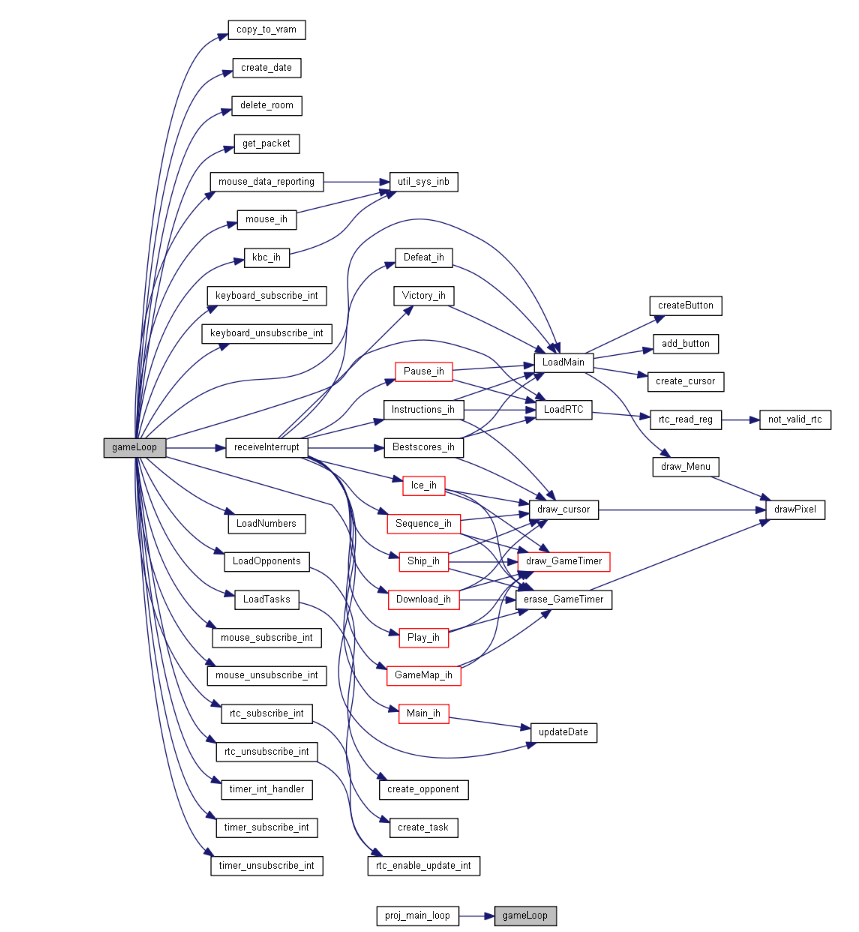 copy_to_vram
create_date
delete_room
get_packet
mouse_data_reporting
util_sys_inb
mouse_ih
kbc_ih
Defeat_ih
keyboard_subscribe_int
Victory_ih
createButton
keyboard_unsubscribe_int
add_button
LoadMain
Pause_ih
create_cursor
Instructions_ih
LoadRTC
rtc_read_reg
not_valid_rtc
gameLoop
receiveInterrupt
Bestscores_ih
draw_Menu
Ice_ih
draw_cursor
drawPixel
LoadNumbers
Sequence_ih
LoadOpponents
Ship_ih
draw_GameTimer
LoadTasks
Download_ih
erase_GameTimer
mouse_subscribe_int
Play_ih
mouse_unsubscribe_int
GameMap_ih
rtc_subscribe_int
Main_ih
updateDate
rtc_unsubscribe_int
timer_int_handler
create_opponent
timer_subscribe_int
create_task
timer_unsubscribe_int
rtc_enable_update_int
proj_main_loop
gameLoop